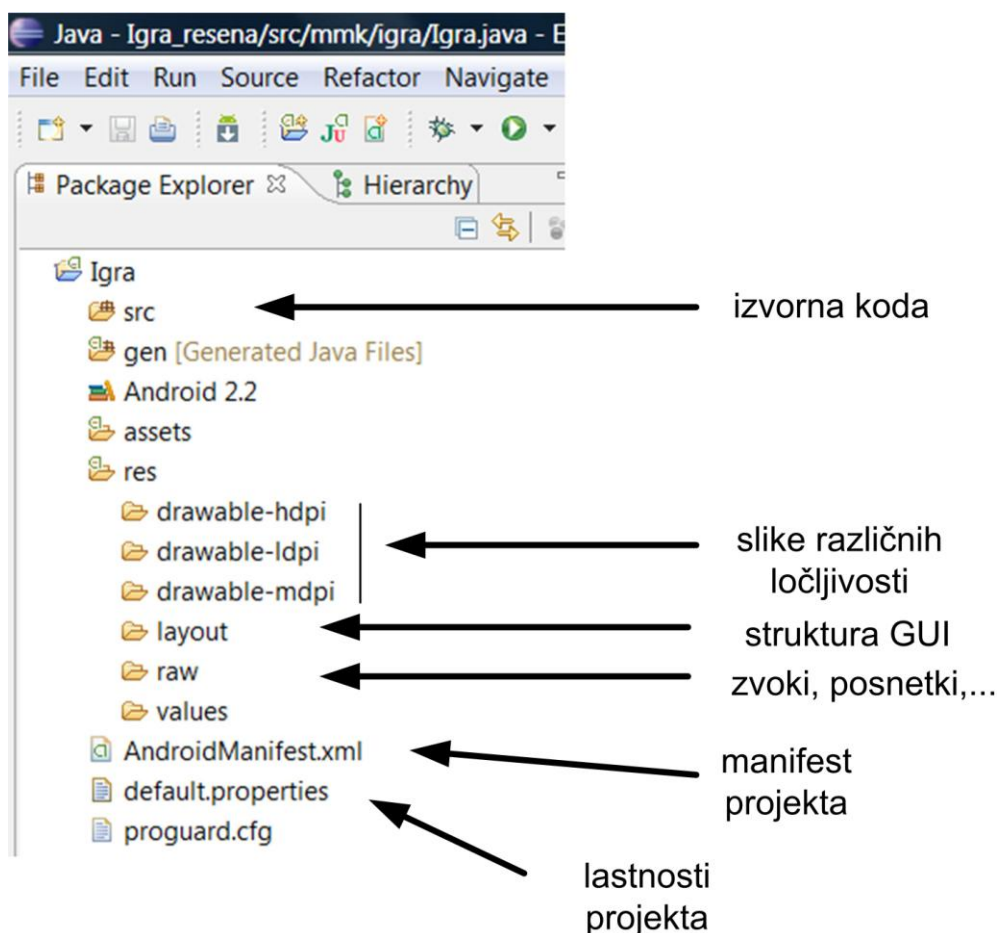 Java - Igra_resena/src/mmk/igra/Igra.java - E
File Edit Run Source Refactor Navigate
Package Explorer Hierarchy
Igra
src
izvorna koda
gen [Generated Java Files]
Android 2.2
assets
res
drawable-hdpi
drawable-ldpi
drawable-mdpi
slike različnih
ločljivosti
layout
struktura GUI
raw
zvoki, posnetki,...
values
AndroidManifest.xml
manifest
projekta
default.properties
proguard.cfg
lastnosti
projekta